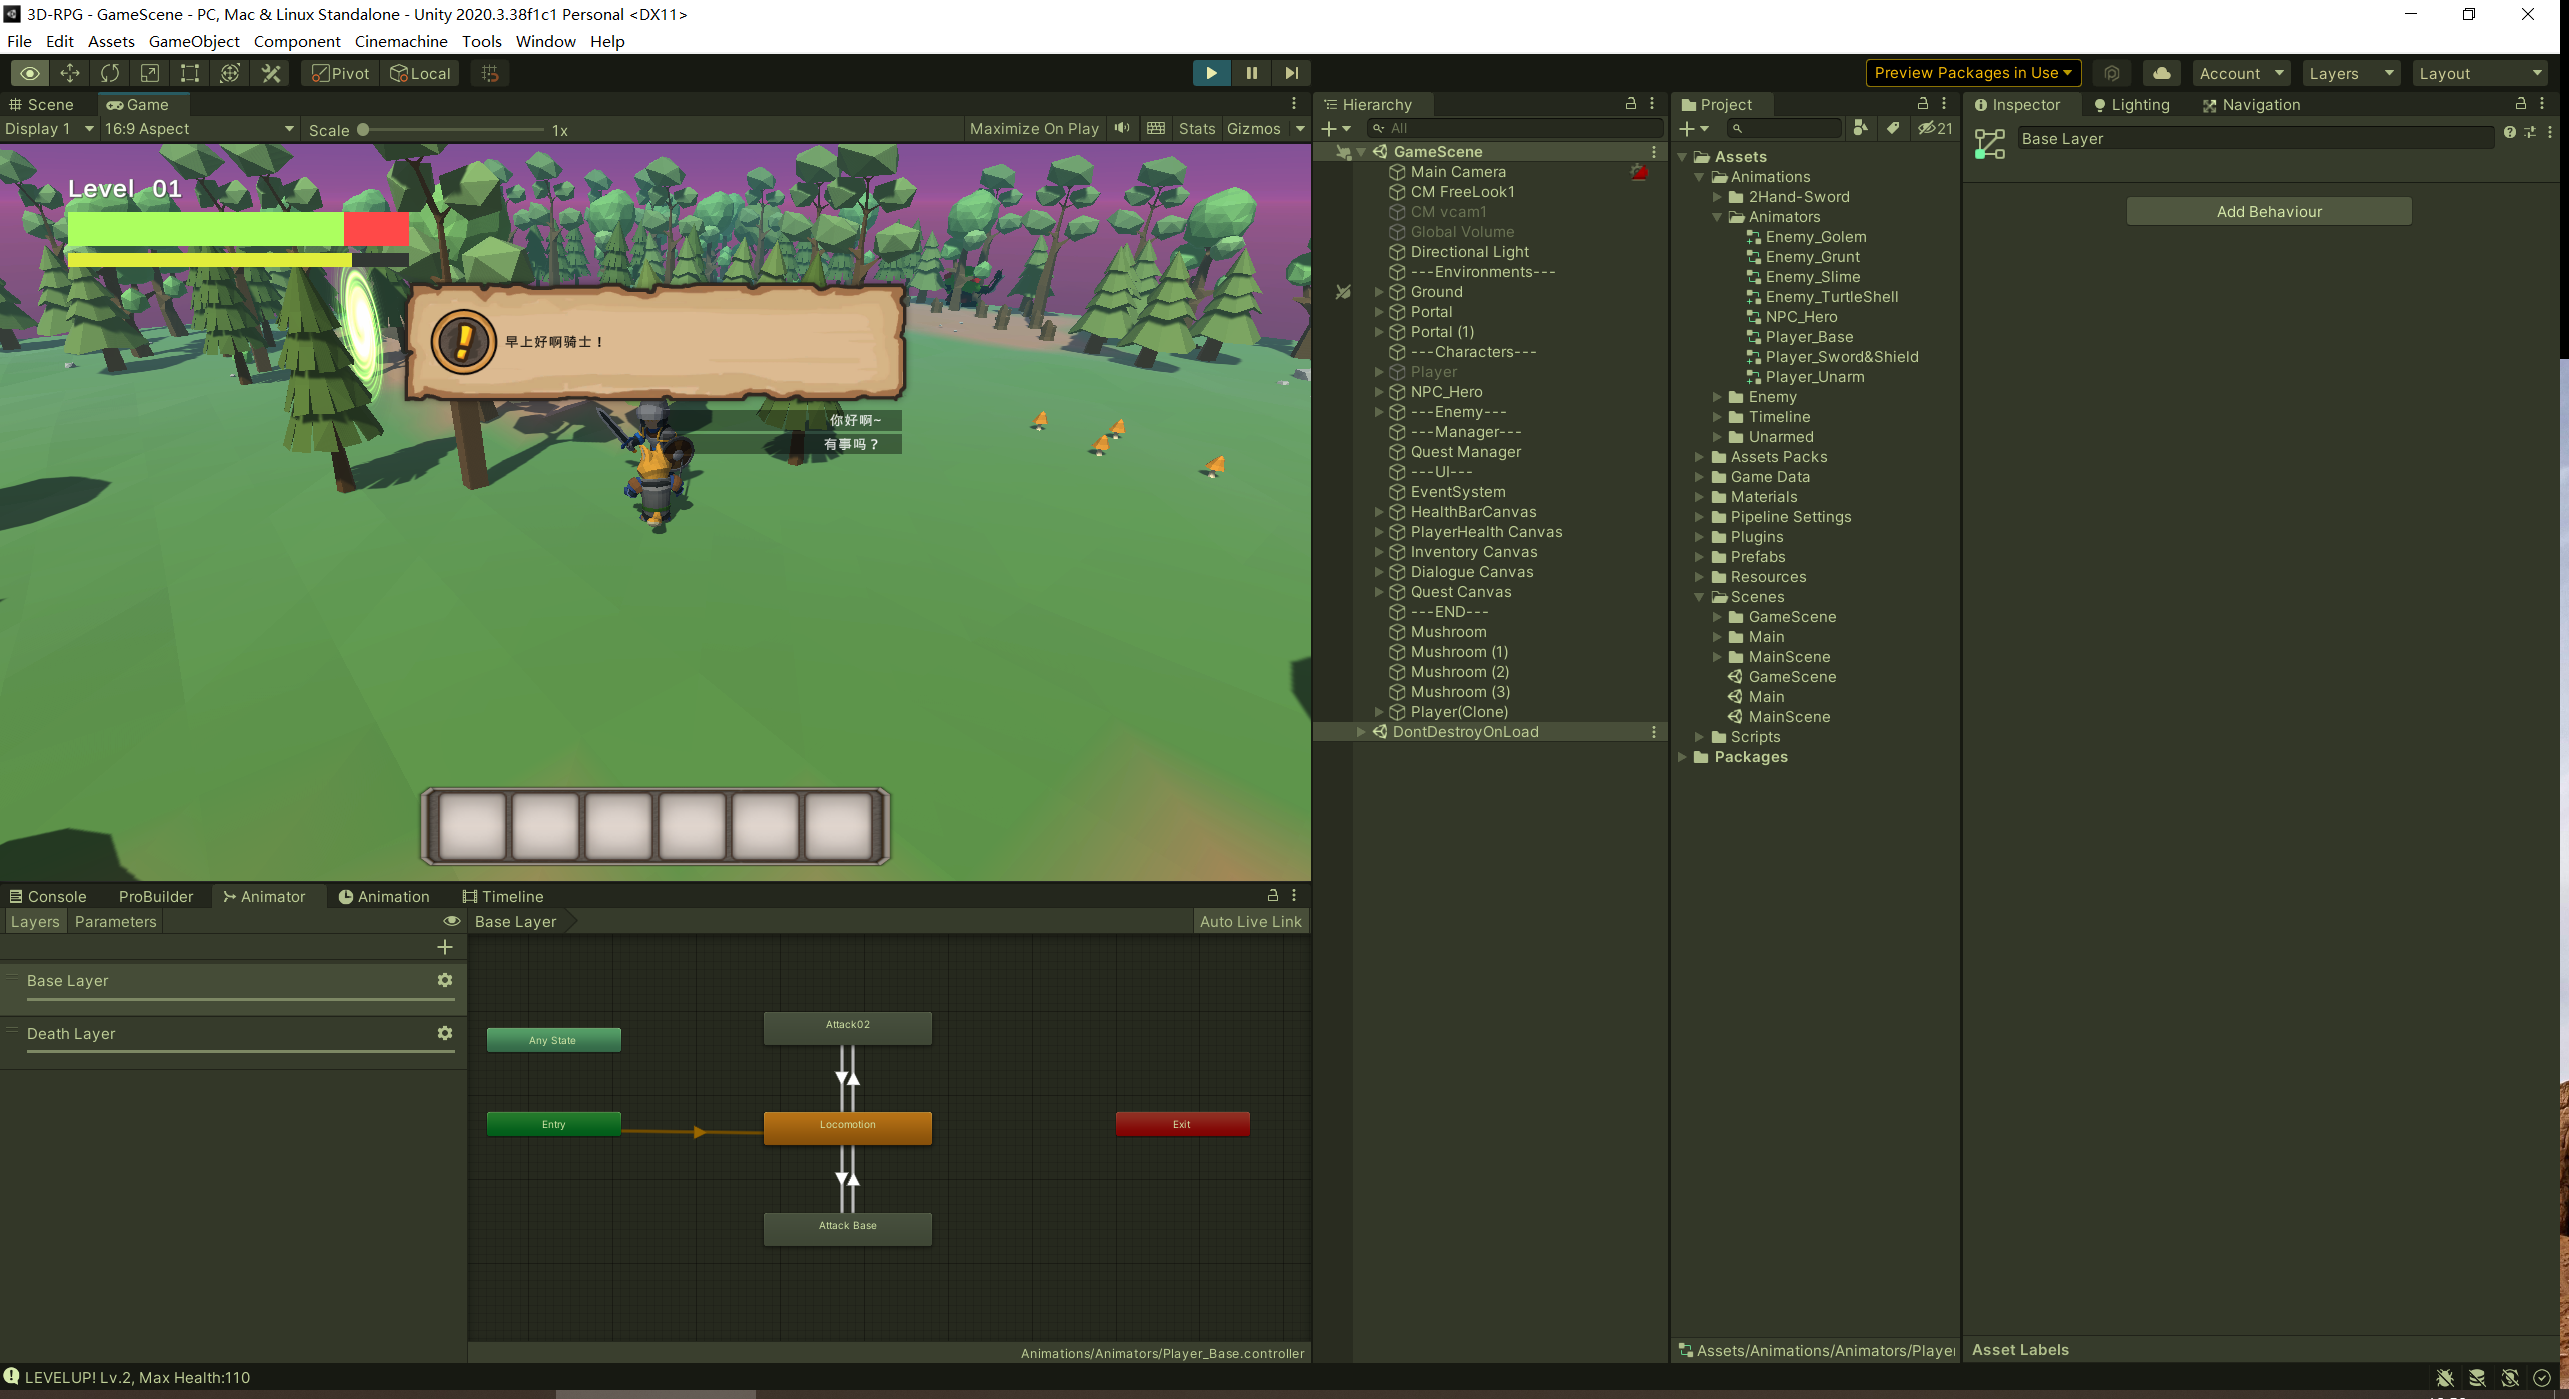 3D-RPG - GameScene - PC, Mac & Linux Standalone - Unity 2020.3.38f1c1 Personal <DX11>
File Edit Assets GameObject Component Cinemachine Tools Window Help
Pivot Local
Preview Packages in Use Account Layers Layout
Scene Game
Display 1 16:9 Aspect Scale 1x Maximize On Play Stats Gizmos
Level 01
早上好啊骑士！
你好啊~
有事吗？
Console ProBuilder Animator Animation Timeline
Layers Parameters Base Layer Auto Live Link
Base Layer
Death Layer
Any State
Attack02
Entry
Locomotion
Exit
Attack Base
Animations/Animators/Player_Base.controller
LEVELUP! Lv.2, Max Health:110
Hierarchy
All
GameScene
Main Camera
CM FreeLook1
CM vcam1
Global Volume
Directional Light
---Environments---
Ground
Portal
Portal (1)
---Characters---
Player
NPC_Hero
---Enemy---
---Manager---
Quest Manager
---UI---
EventSystem
HealthBarCanvas
PlayerHealth Canvas
Inventory Canvas
Dialogue Canvas
Quest Canvas
---END---
Mushroom
Mushroom (1)
Mushroom (2)
Mushroom (3)
Player(Clone)
DontDestroyOnLoad
Project
21
Assets
Animations
2Hand-Sword
Animators
Enemy_Golem
Enemy_Grunt
Enemy_Slime
Enemy_TurtleShell
NPC_Hero
Player_Base
Player_Sword&Shield
Player_Unarm
Enemy
Timeline
Unarmed
Assets Packs
Game Data
Materials
Pipeline Settings
Plugins
Prefabs
Resources
Scenes
GameScene
Main
MainScene
GameScene
Main
MainScene
Scripts
Packages
Assets/Animations/Animators/Player
Inspector Lighting Navigation
Base Layer
Add Behaviour
Asset Labels